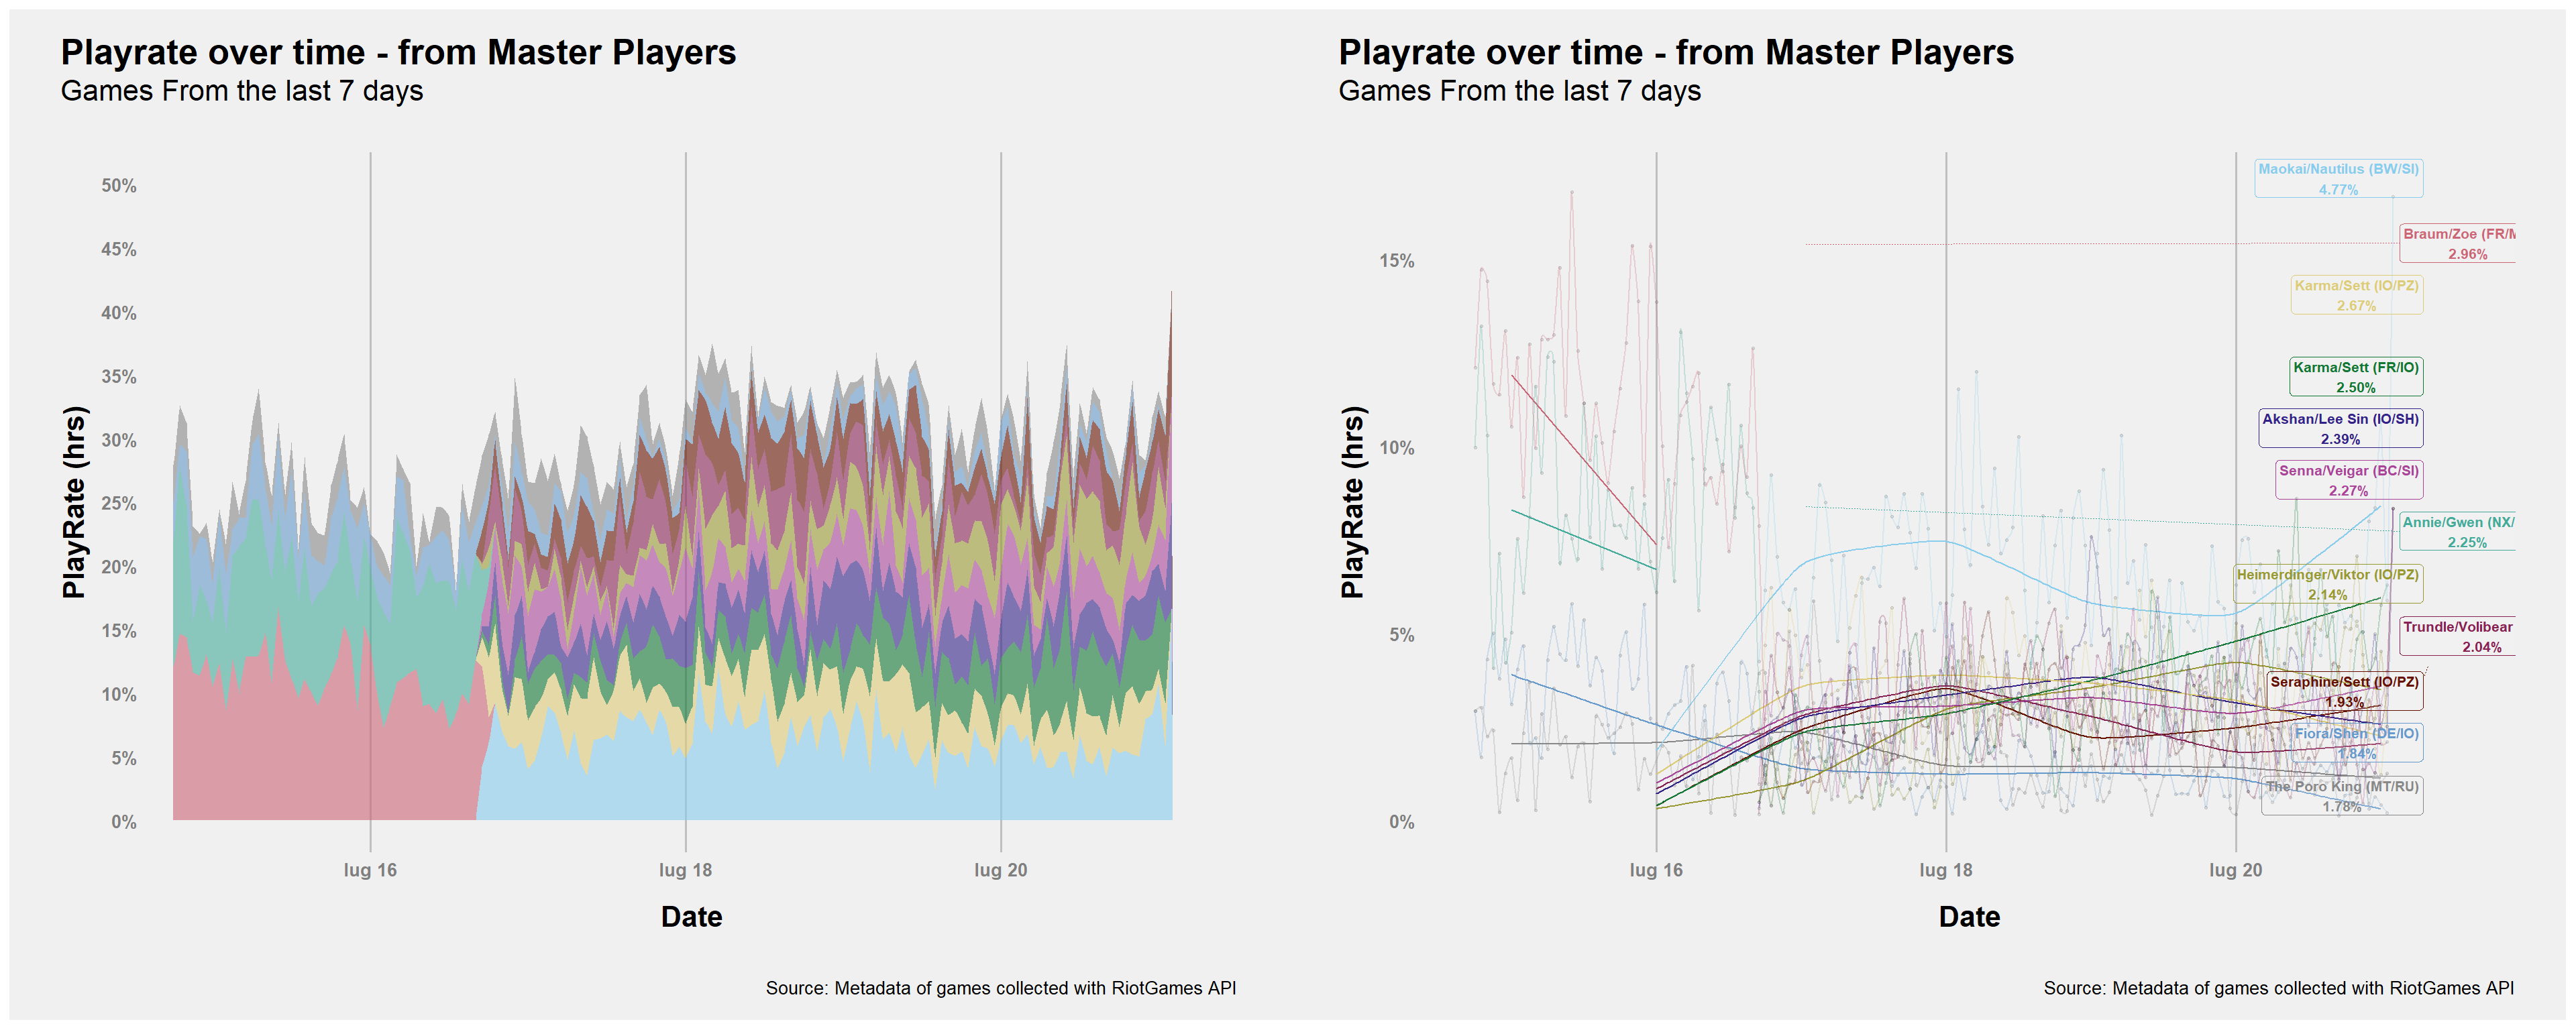 Playrate over time - from Master Players
Games From the last 7 days
50%
45%
40%
35%
30%
25%
20%
15%
10%
5%
0%
PlayRate (hrs)
lug 16
lug 18
lug 20
Date
Source: Metadata of games collected with RiotGames API
Playrate over time - from Master Players
Games From the last 7 days
15%
10%
5%
0%
PlayRate (hrs)
Maokai/Nautilus (BW/SI)
4.77%
Braum/Zoe (FR/M
2.96%
Karma/Sett (IO/PZ)
2.67%
Karma/Sett (FR/IO)
2.50%
Akshan/Lee Sin (IO/SH)
2.39%
Senna/Veigar (BC/SI)
2.27%
Annie/Gwen (NX/
2.25%
Heimerdinger/Viktor (IO/PZ)
2.14%
Trundle/Volibear
2.04%
Seraphine/Sett (IO/PZ)
1.93%
Fiora/Shen (DE/IO)
1.84%
The Poro King (MT/RU)
1.78%
lug 16
lug 18
lug 20
Date
Source: Metadata of games collected with RiotGames API